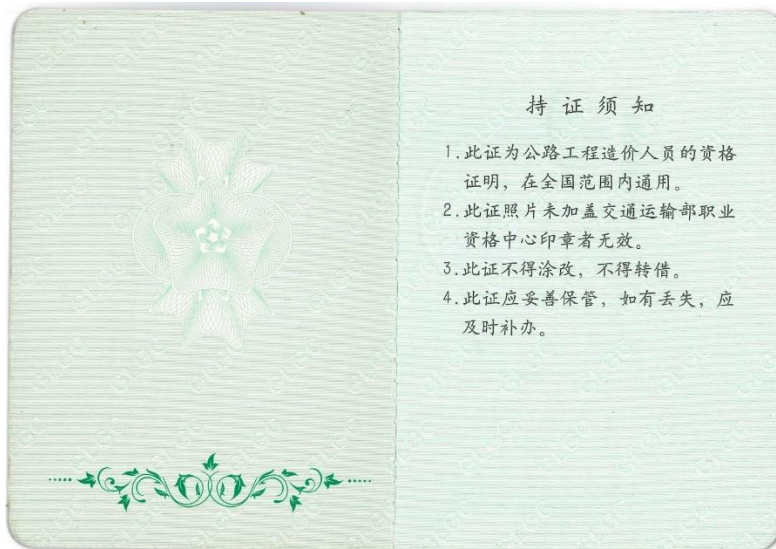 持证须知
1.此证为公路工程造价人员的资格
证明，在全国范围内通用。
2.此证照片未加盖交通运输部职业
资格中心印章者无效。
3.此证不得涂改，不得转借。
4.此证应妥善保管，如有丢失，应
及时补办。